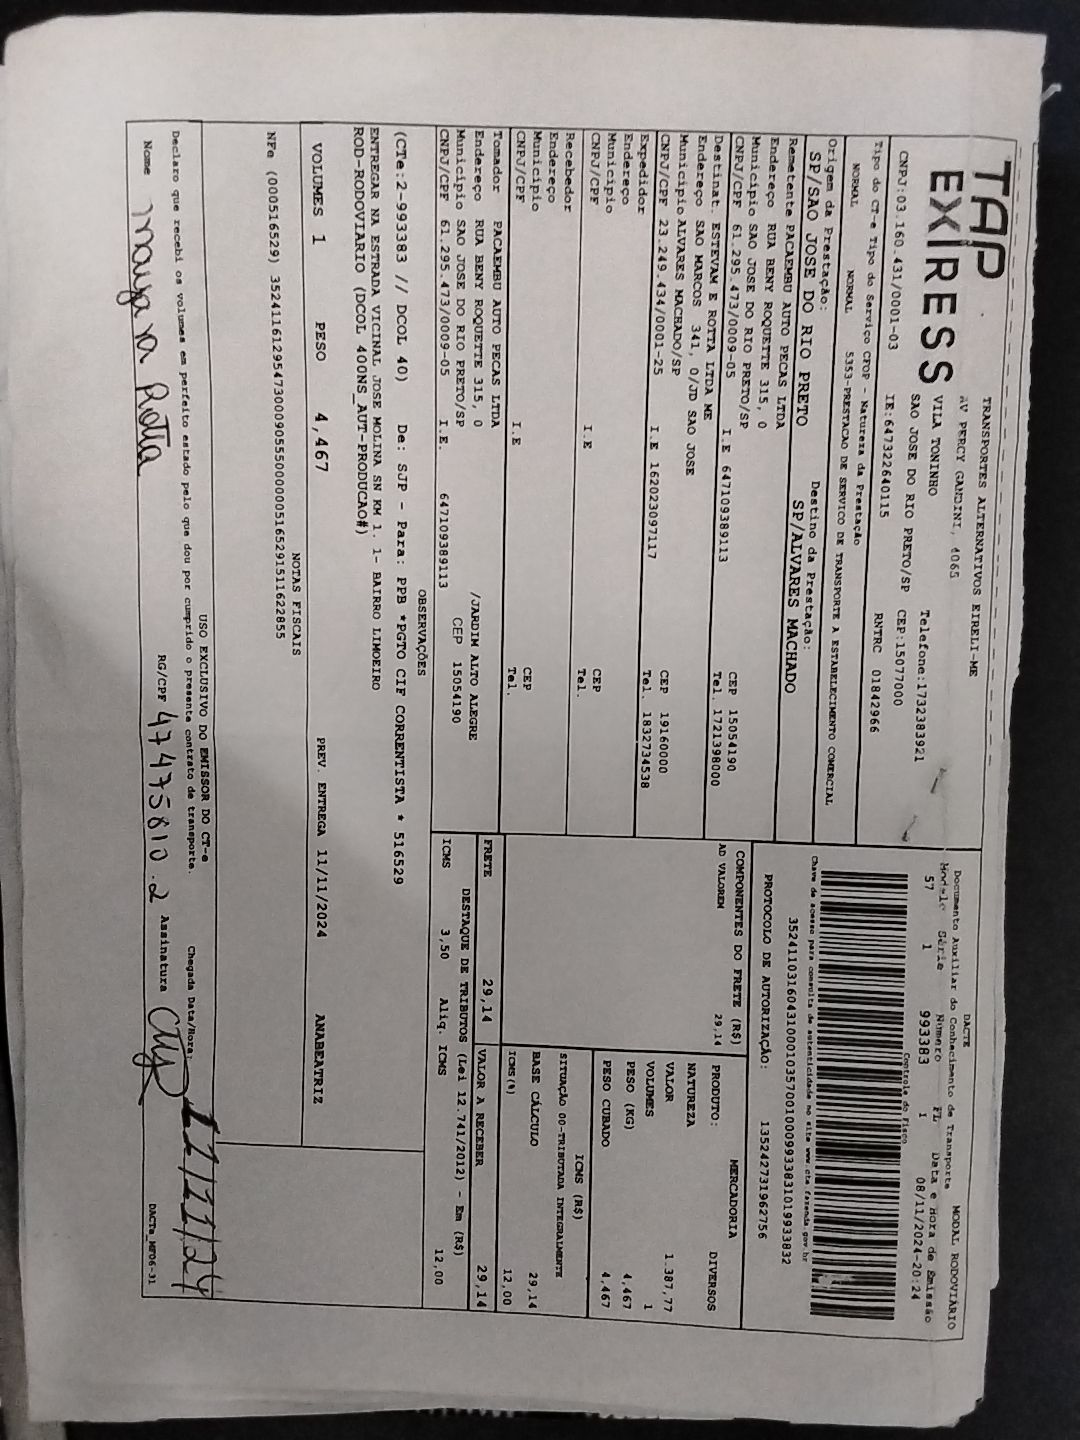 TAP EXPRESS
TRANSPORTES ALTERNATIVOS EIRELI-ME
AV PERCY GANDINI, 1065
VILA TONINHO Telefone:1732383921
SAO JOSE DO RIO PRETO/SP CEP:15077000
CNPJ:03.160.431/0001-03 IE:647322640115 RNTRC 01842966
Tipo do CT-e Tipo do Serviço CFOP - Natureza da Prestação
NORMAL NORMAL 5353-PRESTACAO DE SERVICO DE TRANSPORTE A ESTABELECIMENTO COMERCIAL
Origem da Prestação: Destino da Prestação:
SP/SAO JOSE DO RIO PRETO SP/ALVARES MACHADO
Remetente PACAEMBU AUTO PECAS LTDA
Endereço RUA BENY ROQUETTE 315, 0
Município SAO JOSE DO RIO PRETO/SP CEP 15054190
CNPJ/CPF 61.295.473/0009-05 I.E 647109389113 Tel. 1721398000
Destinat. ESTEVAM E ROTTA LTDA ME
Endereço SAO MARCOS 341, 0/JD SAO JOSE
Município ALVARES MACHADO/SP CEP 19160000
CNPJ/CPF 23.249.434/0001-25 I.E 162023097117 Tel. 1832734538
Expedidor
Endereço
Município CEP
CNPJ/CPF I.E Tel.
Recebedor
Endereço
Município CEP
CNPJ/CPF I.E Tel.
Tomador PACAEMBU AUTO PECAS LTDA
Endereço RUA BENY ROQUETTE 315, 0 /JARDIM ALTO ALEGRE
Município SAO JOSE DO RIO PRETO/SP CEP 15054190
CNPJ/CPF 61.295.473/0009-05 I.E. 647109389113
DACTE MODAL RODOVIÁRIO
Documento Auxiliar do Conhecimento de Transporte
Modelo Série Número FL Data e Hora de Emissão
57 1 993383 1 08/11/2024-20:24
Controle do Fisco
Chave de acesso para consulta de autenticidade no site www.cte.fazenda.gov.br
35241103160431000103570010009933831019933832
PROTOCOLO DE AUTORIZAÇÃO: 135242731962756
COMPONENTES DO FRETE (R$)
AD VALOREM 29,14
FRETE 29,14
PRODUTO: MERCADORIA
NATUREZA DIVERSOS
VALOR 1.387,77
VOLUMES 1
PESO (KG) 4,467
PESO CUBADO 4,467
ICMS (R$)
SITUAÇÃO 00-TRIBUTADA INTEGRALMENTE
BASE CÁLCULO 29,14
ICMS(%) 12,00
VALOR A RECEBER 29,14
DESTAQUE DE TRIBUTOS (Lei 12.741/2012) - Em (R$)
ICMS 3,50 Aliq. ICMS 12,00
OBSERVAÇÕES
(CTe:2-993383 // DCOL 40) De: SJP - Para: PPB *PGTO CIF CORRENTISTA * 516529
ENTREGAR NA ESTRADA VICINAL JOSE MOLINA SN KM 1. 1- BAIRRO LIMOEIRO
ROD-RODOVIARIO (DCOL 400NS_AUT-PRODUCAO#)
VOLUMES 1 PESO 4,467 PREV. ENTREGA 11/11/2024 ANABEATRIZ
NOTAS FISCAIS
NFe (000516529) 35241161295473000905550000005165291511622855
USO EXCLUSIVO DO EMISSOR DO CT-e
Declaro que recebi os volumes em perfeito estado pelo que dou por cumprido o presente contrato de transporte. Chegada Data/Hora: 11/11/24
Nome Mayara Rotta RG/CPF 47475810.2 Assinatura
DACTe_MF06-31